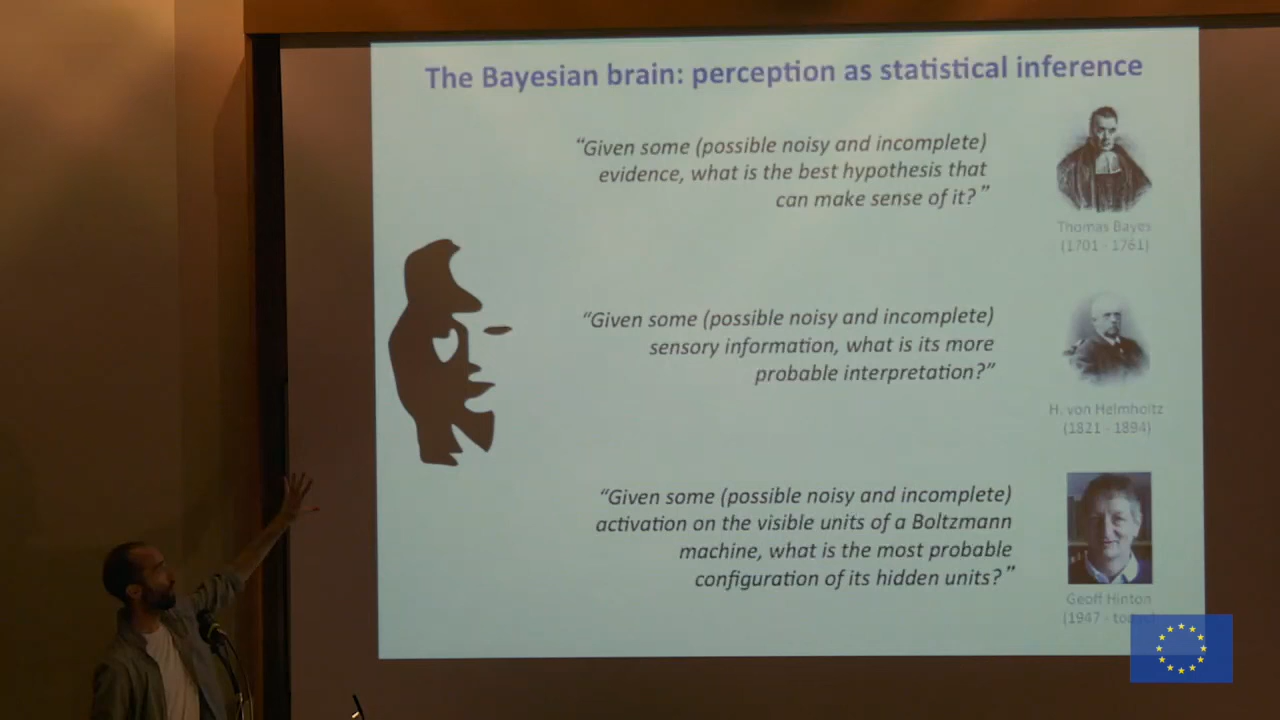 The Bayesian brain: perception as statistical inference
“Given some (possible noisy and incomplete)
evidence, what is the best hypothesis that
can make sense of it?”
Thomas Bayes
(1701 - 1761)
“Given some (possible noisy and incomplete)
sensory information, what is its more
probable interpretation?”
H. von Helmholtz
(1821 - 1894)
“Given some (possible noisy and incomplete)
activation on the visible units of a Boltzmann
machine, what is the most probable
configuration of its hidden units?”
Geoff Hinton
(1947 -